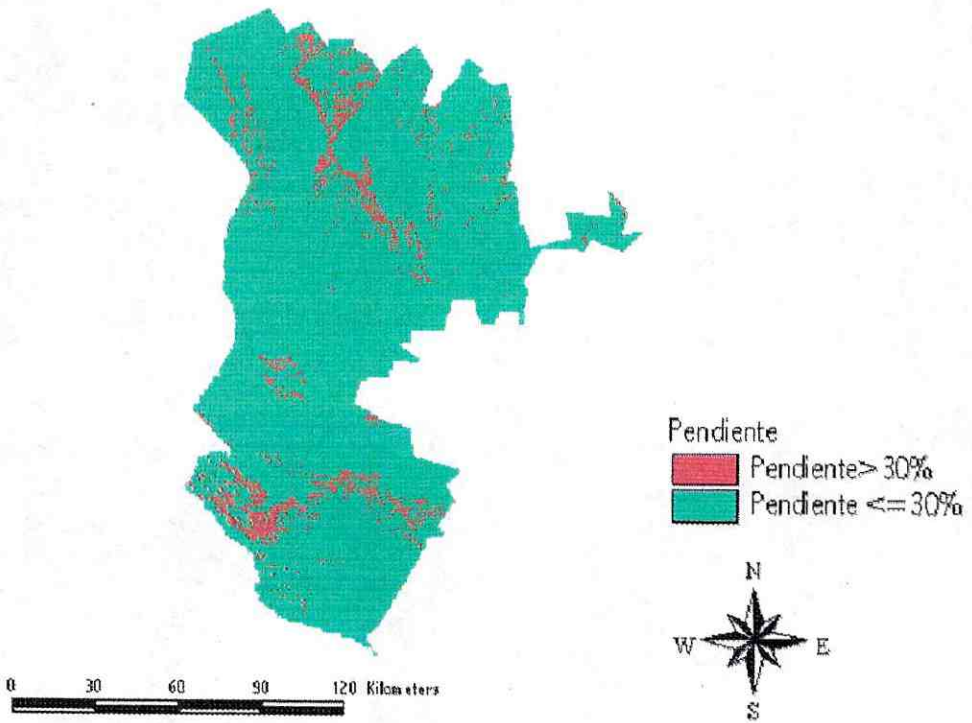 Pendiente
Pendiente> 30%
Pendiente <= 30%
N
W E
S
0 30 60 90 120 Kilometers